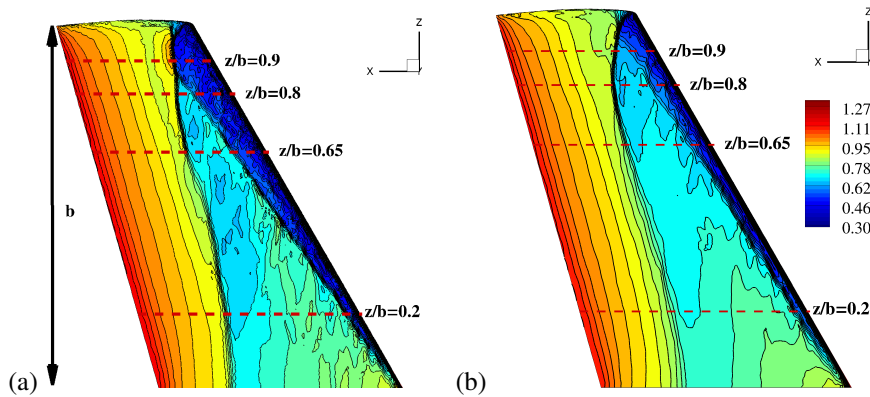 z
x
z/b=0.9
z/b=0.8
z/b=0.65
b
z/b=0.2
(a)
z
x
z/b=0.9
z/b=0.8
z/b=0.65
z/b=0.2
(b)
1.27
1.11
0.95
0.78
0.62
0.46
0.30